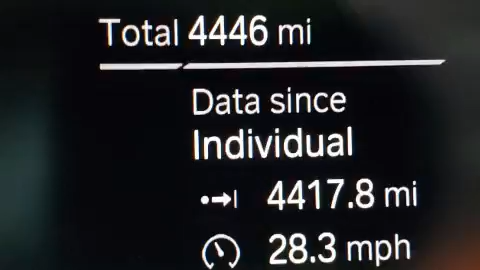 Total 4446 mi
Data since
Individual
4417.8 mi
28.3 mph